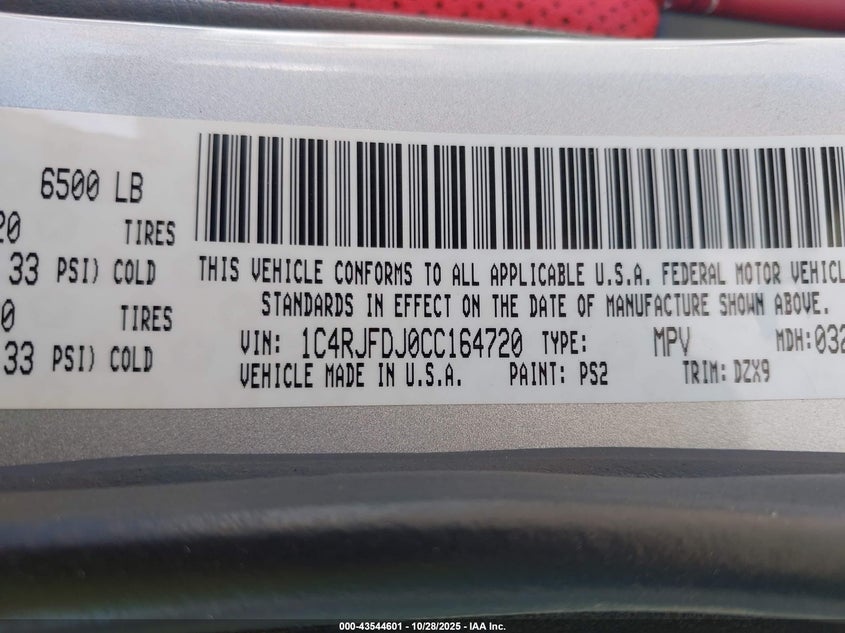 6500 LB
20 TIRES
33 PSI) COLD
0 TIRES
33 PSI) COLD
THIS VEHICLE CONFORMS TO ALL APPLICABLE U.S.A. FEDERAL MOTOR VEHICL
STANDARDS IN EFFECT ON THE DATE OF MANUFACTURE SHOWN ABOVE.
VIN: 1C4RJFDJ0CC164720 TYPE: MPV MDH: 032
VEHICLE MADE IN U.S.A. PAINT: PS2 TRIM: DZX9
000-43544601 | 10/28/2025 - IAA Inc.